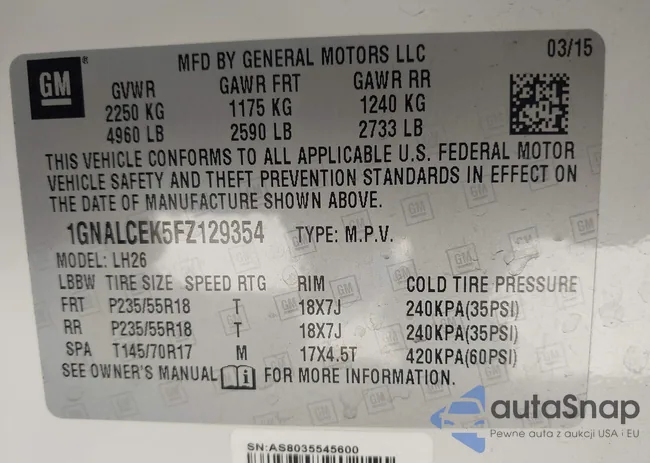 GM
MFD BY GENERAL MOTORS LLC 03/15
GVWR GAWR FRT GAWR RR
2250 KG 1175 KG 1240 KG
4960 LB 2590 LB 2733 LB
THIS VEHICLE CONFORMS TO ALL APPLICABLE U.S. FEDERAL MOTOR
VEHICLE SAFETY AND THEFT PREVENTION STANDARDS IN EFFECT ON
THE DATE OF MANUFACTURE SHOWN ABOVE.
1GNALCEK5FZ129354 TYPE: M.P.V.
MODEL: LH26
LBBW TIRE SIZE SPEED RTG RIM COLD TIRE PRESSURE
FRT P235/55R18 T 18X7J 240KPA(35PSI)
RR P235/55R18 T 18X7J 240KPA(35PSI)
SPA T145/70R17 M 17X4.5T 420KPA(60PSI)
SEE OWNER'S MANUAL i FOR MORE INFORMATION.
autaSnap
Pewne auta z aukcji USA i EU
SN:AS8035545600